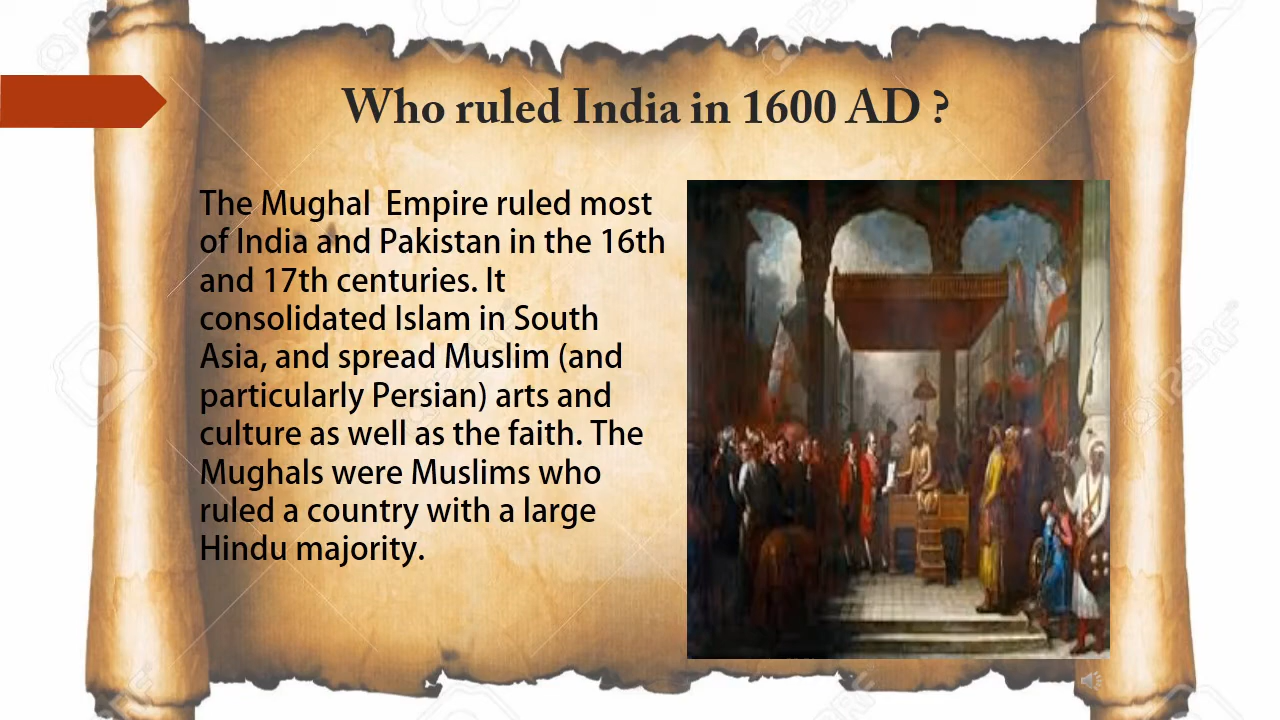 Who ruled India in 1600 AD ?
The Mughal  Empire ruled most
of India and Pakistan in the 16th
and 17th centuries. It
consolidated Islam in South
Asia, and spread Muslim (and
particularly Persian) arts and
culture as well as the faith. The
Mughals were Muslims who
ruled a country with a large
Hindu majority.
123RF